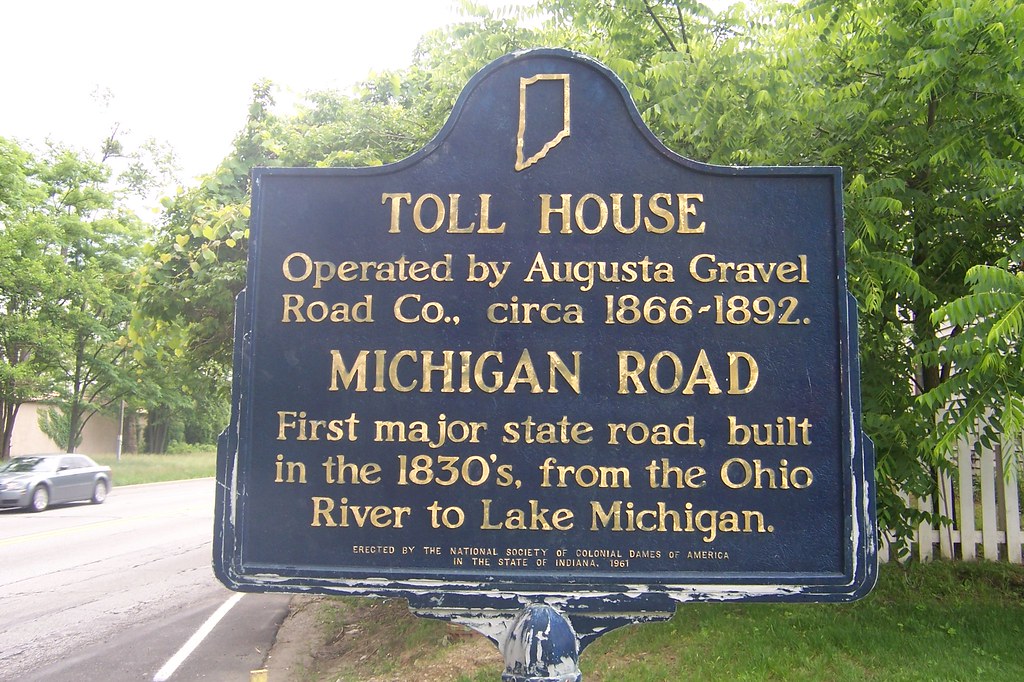 TOLL HOUSE
Operated by Augusta Gravel
Road Co., circa 1866-1892.
MICHIGAN ROAD
First major state road, built
in the 1830's, from the Ohio
River to Lake Michigan.
ERECTED BY THE NATIONAL SOCIETY OF COLONIAL DAMES OF AMERICA
IN THE STATE OF INDIANA, 1961